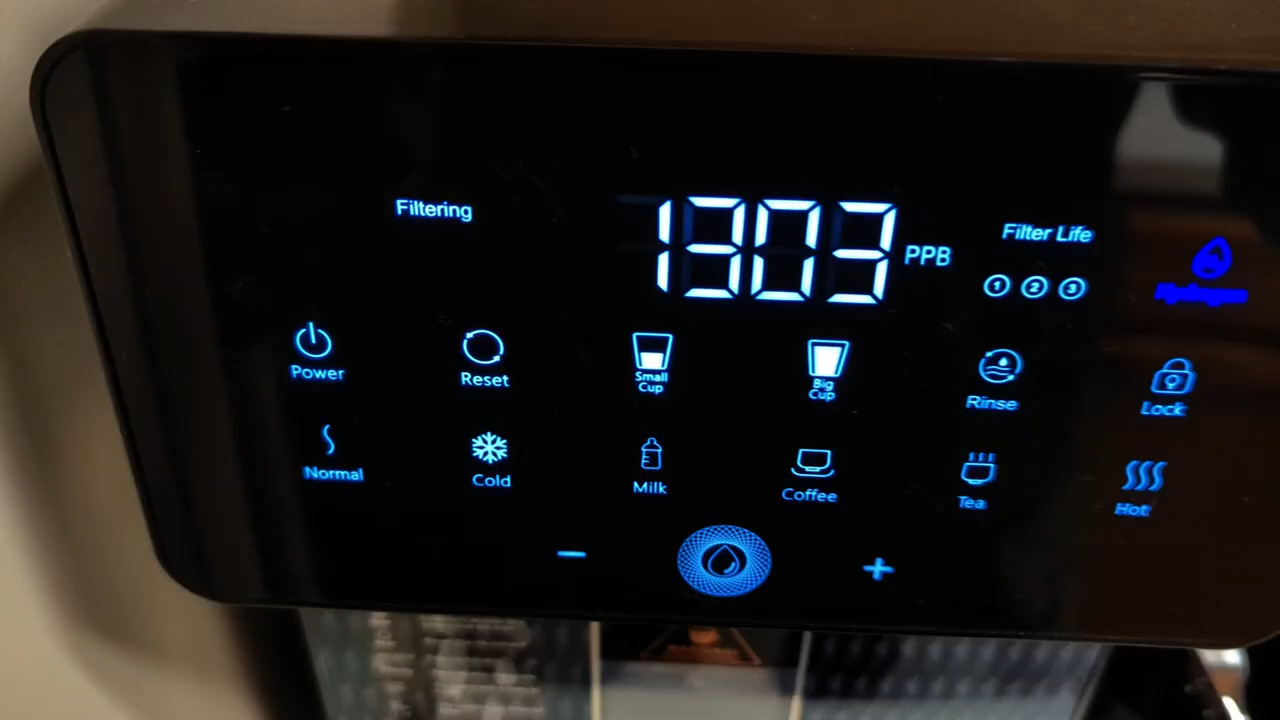 Filtering
1303 PPB
Filter Life
1 2 3
Hydrogen
Power
Reset
Small
Cup
Big
Cup
Rinse
Lock
Normal
Cold
Milk
Coffee
Tea
Hot
− +